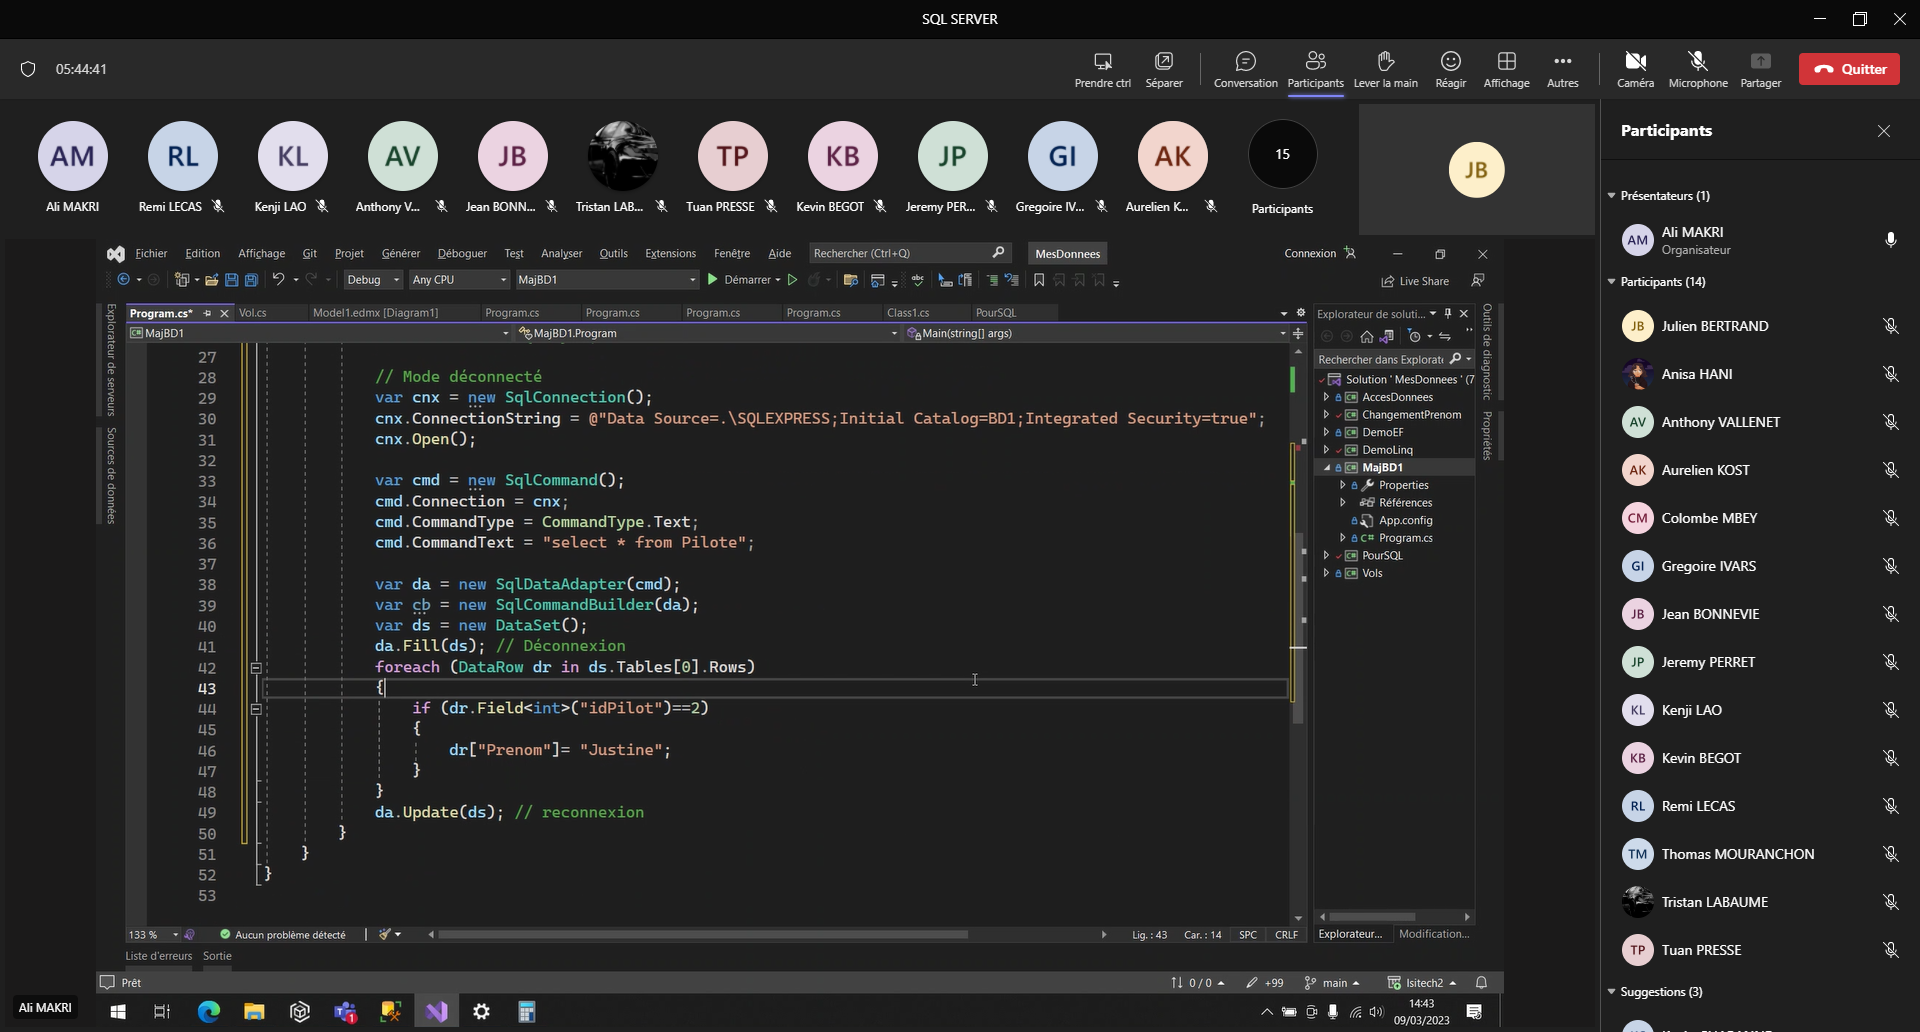 SQL SERVER
05:44:41
Prendre ctrl
Séparer
Conversation
Participants
Lever la main
Réagir
Affichage
Autres
Caméra
Microphone
Partager
Quitter
AM
RL
KL
AV
JB
TP
KB
JP
GI
AK
15
JB
Ali MAKRI
Remi LECAS
Kenji LAO
Anthony V...
Jean BONN...
Tristan LAB...
Tuan PRESSE
Kevin BEGOT
Jeremy PER...
Gregoire IV...
Aurelien K...
Participants
Fichier Edition Affichage Git Projet Générer Déboguer Test Analyser Outils Extensions Fenêtre Aide Rechercher (Ctrl+Q) MesDonnees Connexion
Debug Any CPU MajBD1 Démarrer Live Share
Explorateur de serveurs
Sources de données
Program.cs* Vol.cs Model1.edmx [Diagram1] Program.cs Program.cs Program.cs Program.cs Class1.cs PourSQL
MajBD1 MajBD1.Program Main(string[] args)
27
28 // Mode déconnecté
29 var cnx = new SqlConnection();
30 cnx.ConnectionString = @"Data Source=.\SQLEXPRESS;Initial Catalog=BD1;Integrated Security=true";
31 cnx.Open();
32
33 var cmd = new SqlCommand();
34 cmd.Connection = cnx;
35 cmd.CommandType = CommandType.Text;
36 cmd.CommandText = "select * from Pilote";
37
38 var da = new SqlDataAdapter(cmd);
39 var cb = new SqlCommandBuilder(da);
40 var ds = new DataSet();
41 da.Fill(ds); // Déconnexion
42 foreach (DataRow dr in ds.Tables[0].Rows)
43 {
44 if (dr.Field<int>("idPilot")==2)
45 {
46 dr["Prenom"]= "Justine";
47 }
48 }
49 da.Update(ds); // reconnexion
50 }
51 }
52 }
53
133 % Aucun problème détecté Lig. : 43 Car. : 14 SPC CRLF
Liste d'erreurs Sortie
Explorateur de soluti...
Rechercher dans Explorate
Solution ' MesDonnees ' (7
AccesDonnees
ChangementPrenom
DemoEF
DemoLinq
MajBD1
Properties
Références
App.config
C# Program.cs
PourSQL
Vols
Explorateur... Modification...
Outils de diagnostic
Propriétés
Prêt 0 / 0 +99 main Isitech2
Ali MAKRI
1
14:43
09/03/2023
Participants
Présentateurs (1)
AM Ali MAKRI
Organisateur
Participants (14)
JB Julien BERTRAND
Anisa HANI
AV Anthony VALLENET
AK Aurelien KOST
CM Colombe MBEY
GI Gregoire IVARS
JB Jean BONNEVIE
JP Jeremy PERRET
KL Kenji LAO
KB Kevin BEGOT
RL Remi LECAS
TM Thomas MOURANCHON
Tristan LABAUME
TP Tuan PRESSE
Suggestions (3)